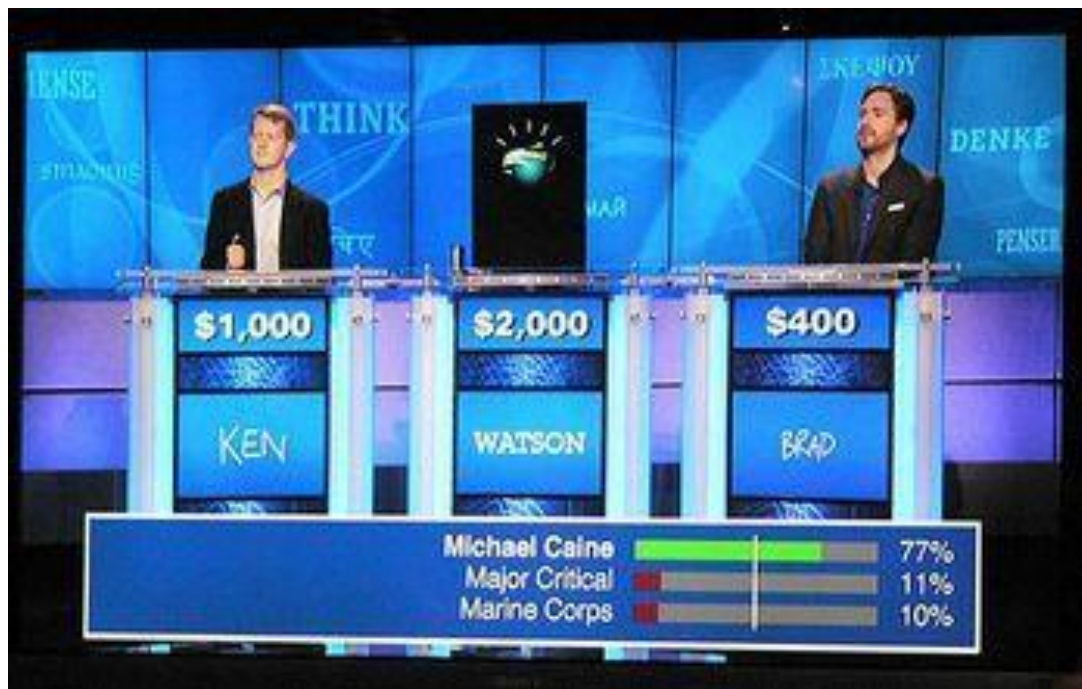 THINK
ΣΚΕΨΟΥ
DENKE
PENSER
$1,000
$2,000
$400
KEN
WATSON
BRAD
Michael Caine 77%
Major Critical 11%
Marine Corps 10%